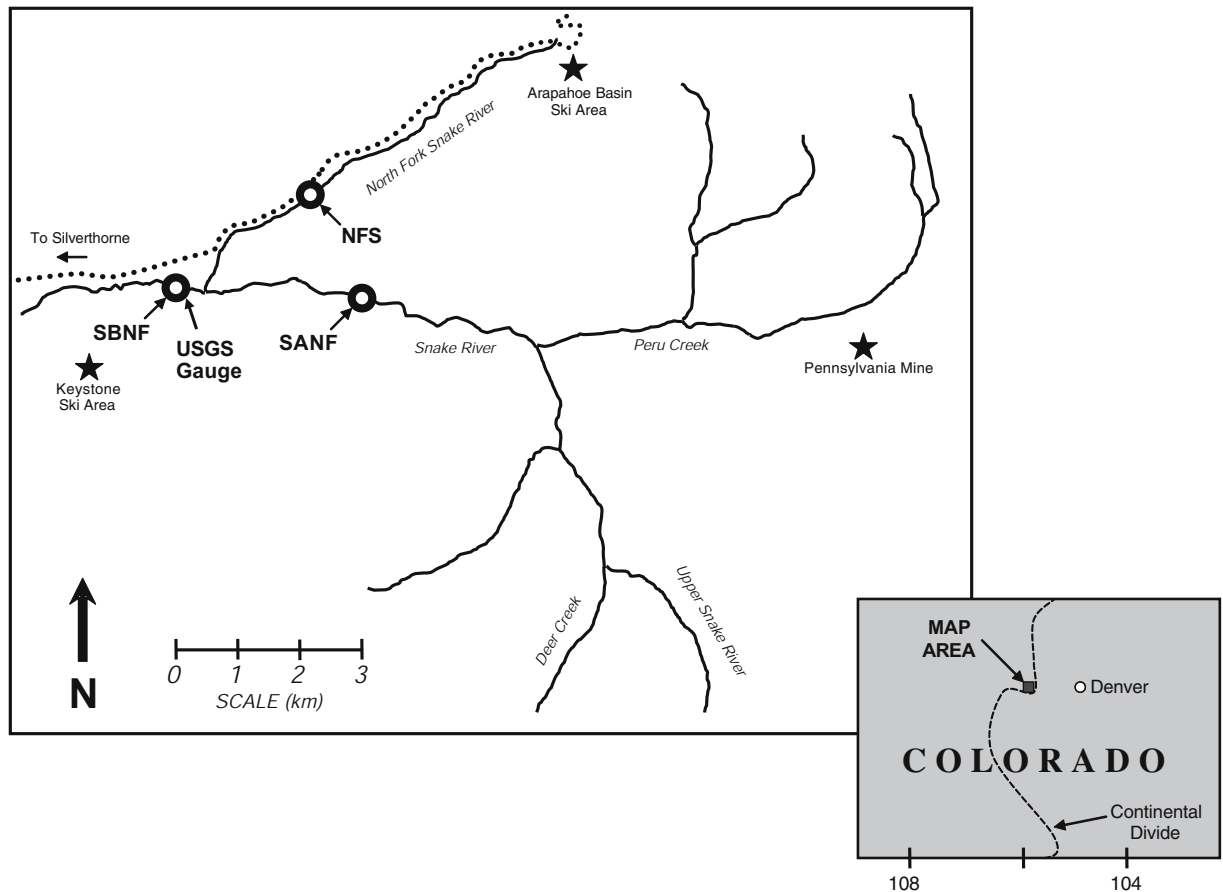 Arapahoe Basin
Ski Area
North Fork Snake River
NFS
To Silverthorne
SBNF
USGS
Gauge
SANF
Snake River
Peru Creek
Pennsylvania Mine
Keystone
Ski Area
Deer Creek
Upper Snake River
N
0 1 2 3
SCALE (km)
MAP
AREA
Denver
COLORADO
Continental
Divide
108 104